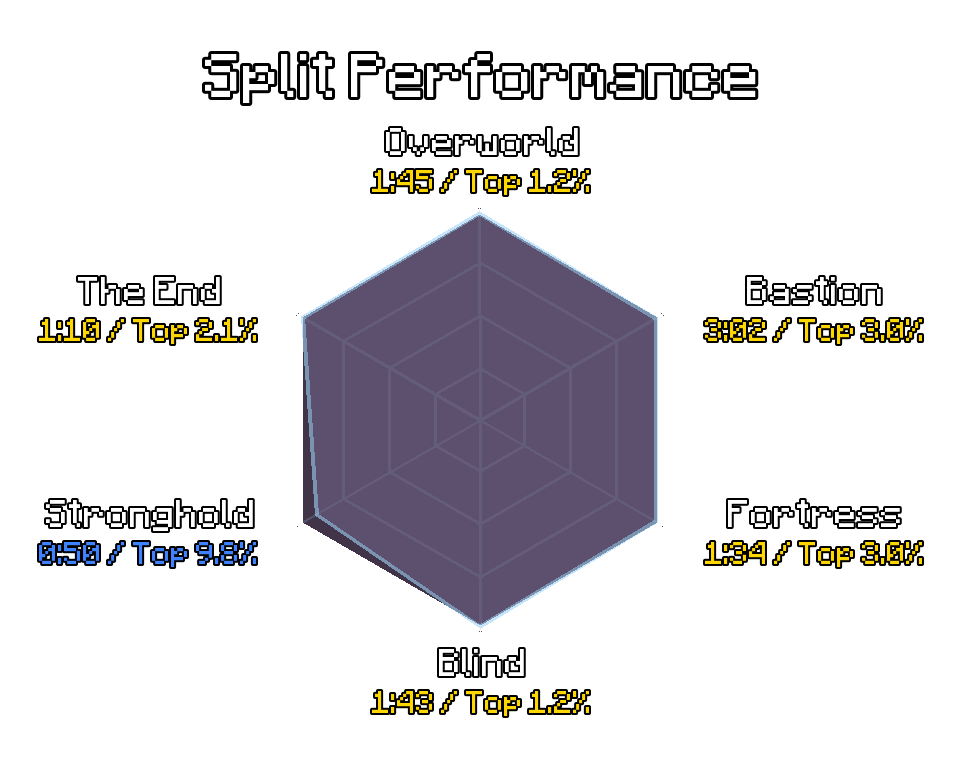 Split Performance
Overworld
1:45 / Top 1.2%
The End
1:10 / Top 2.1%
Bastion
3:02 / Top 3.0%
Stronghold
0:50 / Top 9.8%
Fortress
1:34 / Top 3.0%
Blind
1:43 / Top 1.2%